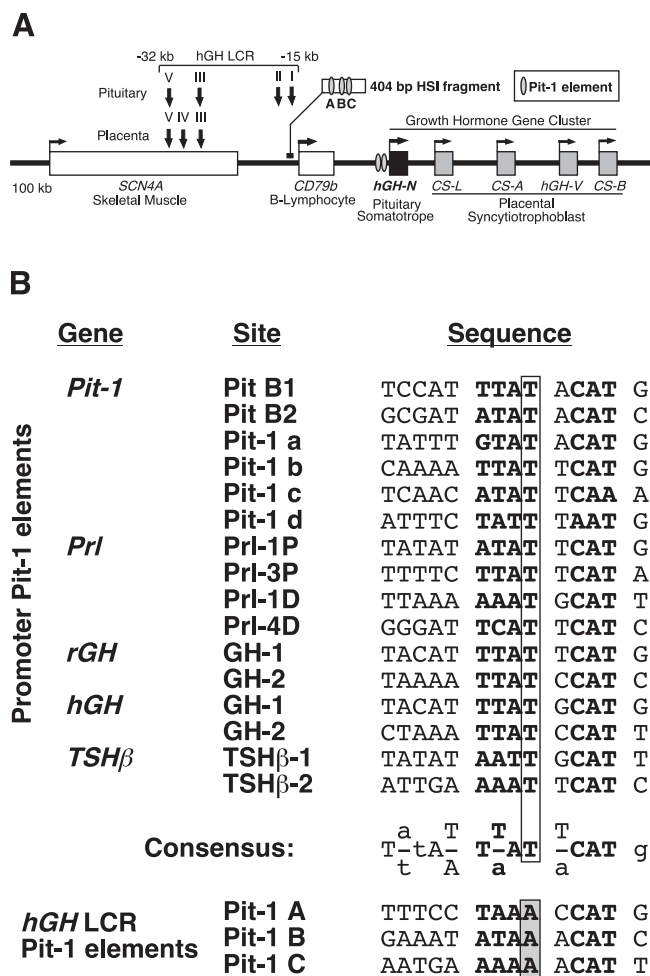 A
-32 kb hGH LCR -15 kb
V III II I
Pituitary
404 bp HSI fragment
A B C
Pit-1 element
V IV III
Placenta
Growth Hormone Gene Cluster
100 kb
SCN4A
Skeletal Muscle
CD79b
B-Lymphocyte
hGH-N
Pituitary
Somatotrope
CS-L CS-A hGH-V CS-B
Placental
Syncytiotrophoblast
B
Gene Site Sequence
Promoter Pit-1 elements
Pit-1 Pit B1 TCCAT TTAT ACAT G
Pit B2 GCGAT ATAT ACAT C
Pit-1 a TATTT GTAT ACAT G
Pit-1 b CAAAA TTAT TCAT G
Pit-1 c TCAAC ATAT TCAA A
Pit-1 d ATTTC TATT TAAT G
Prl Prl-1P TATAT ATAT TCAT G
Prl-3P TTTTC TTAT TCAT A
Prl-1D TTAAA AAAT GCAT T
Prl-4D GGGAT TCAT TCAT C
rGH GH-1 TACAT TTAT TCAT G
GH-2 TAAAA TTAT CCAT C
hGH GH-1 TACAT TTAT GCAT G
GH-2 CTAAA TTAT CCAT T
TSHβ TSHβ-1 TATAT AATT GCAT T
TSHβ-2 ATTGA AAAT TCAT C
a T T T
Consensus: T-tA- T-AT -CAT g
t A a a
hGH LCR
Pit-1 elements
Pit-1 A TTTCC TAAA CCAT G
Pit-1 B GAAAT ATAA ACAT C
Pit-1 C AATGA AAAA ACAT T